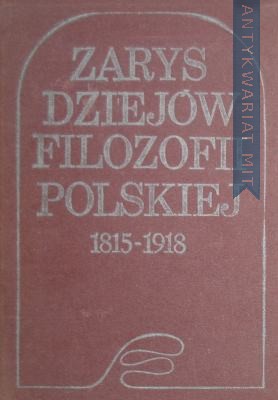 ZARYS
DZIEJÓW
FILOZOFII
POLSKIEJ
1815-1918
ANTYKWARIAT MIT